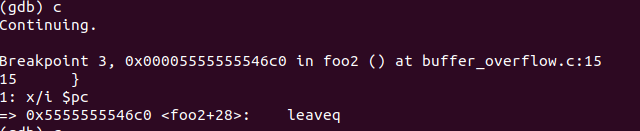 (gdb) c
Continuing.
Breakpoint 3, 0x00005555555546c0 in foo2 () at buffer_overflow.c:15
15      }
1: x/i $pc
=> 0x5555555546c0 <foo2+28>:    leaveq